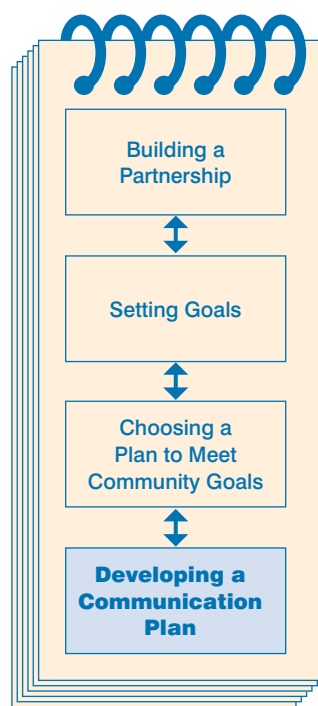 Building a
Partnership
Setting Goals
Choosing a
Plan to Meet
Community Goals
Developing a
Communication
Plan